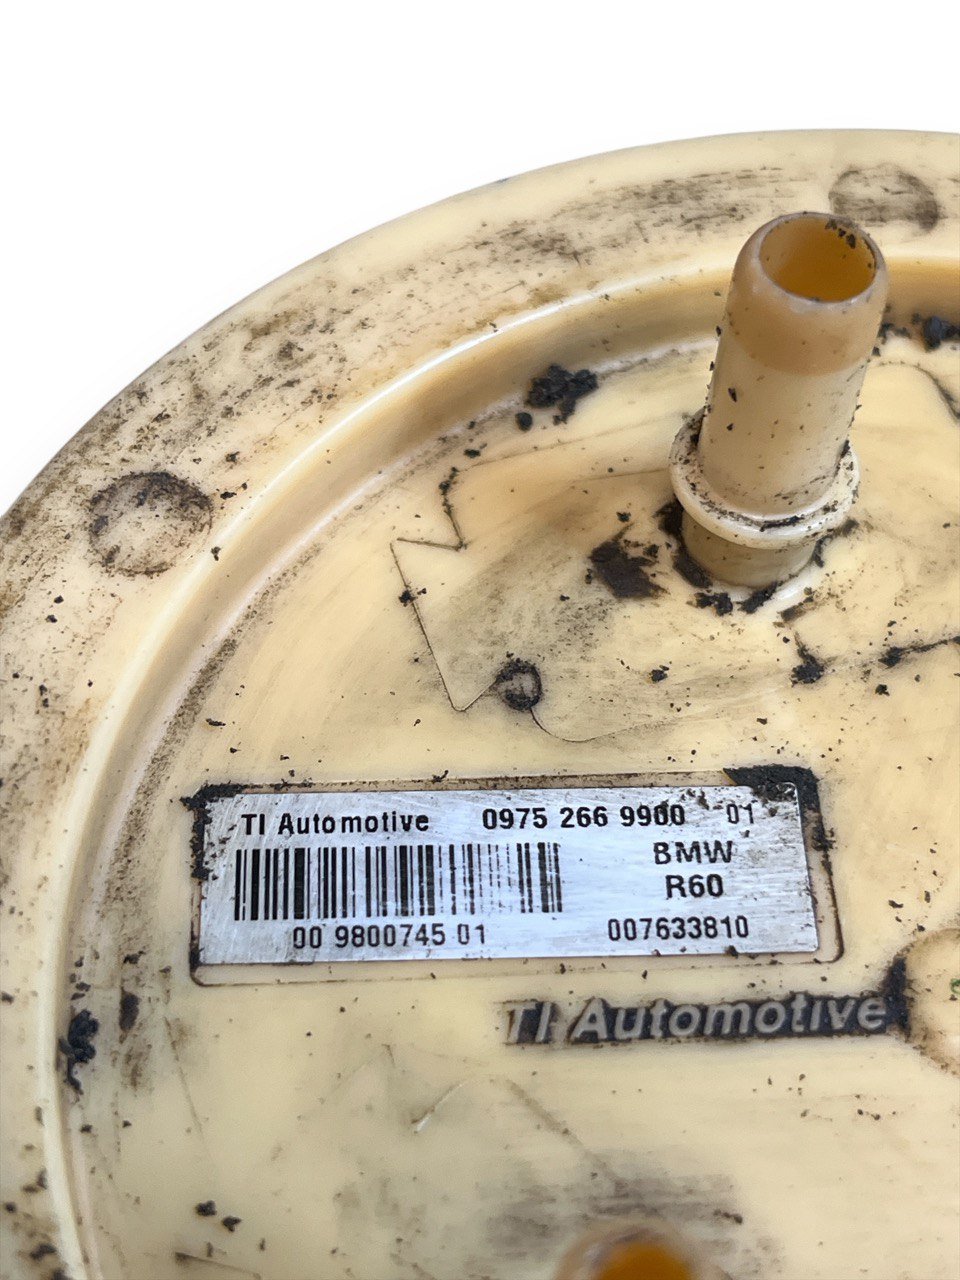 TI Automotive 0975 266 9900 01
BMW
R60
00 9800745 01 007633810
TI Automotive